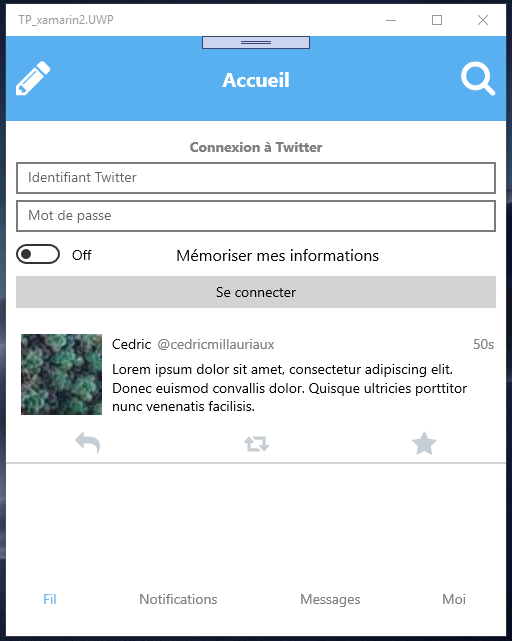 TP_xamarin2.UWP
Accueil
Connexion à Twitter
Identifiant Twitter
Mot de passe
Off Mémoriser mes informations
Se connecter
Cedric @cedricmillauriaux 50s
Lorem ipsum dolor sit amet, consectetur adipiscing elit.
Donec euismod convallis dolor. Quisque ultricies porttitor
nunc venenatis facilisis.
Fil Notifications Messages Moi